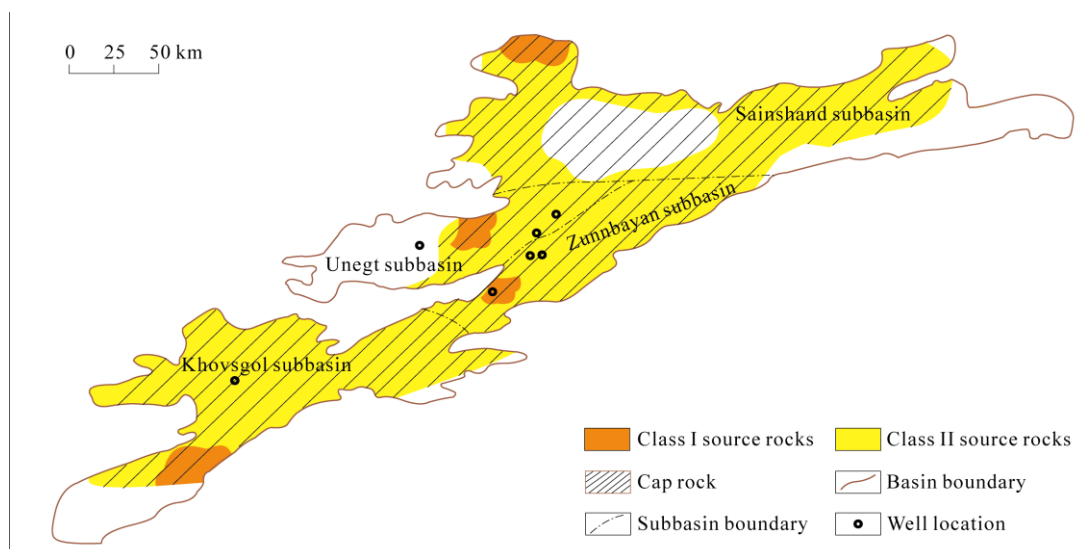 0 25 50 km
Sainshand subbasin
Zunnbayan subbasin
Unegt subbasin
Khovsgol subbasin
Class I source rocks
Class II source rocks
Cap rock
Basin boundary
Subbasin boundary
Well location